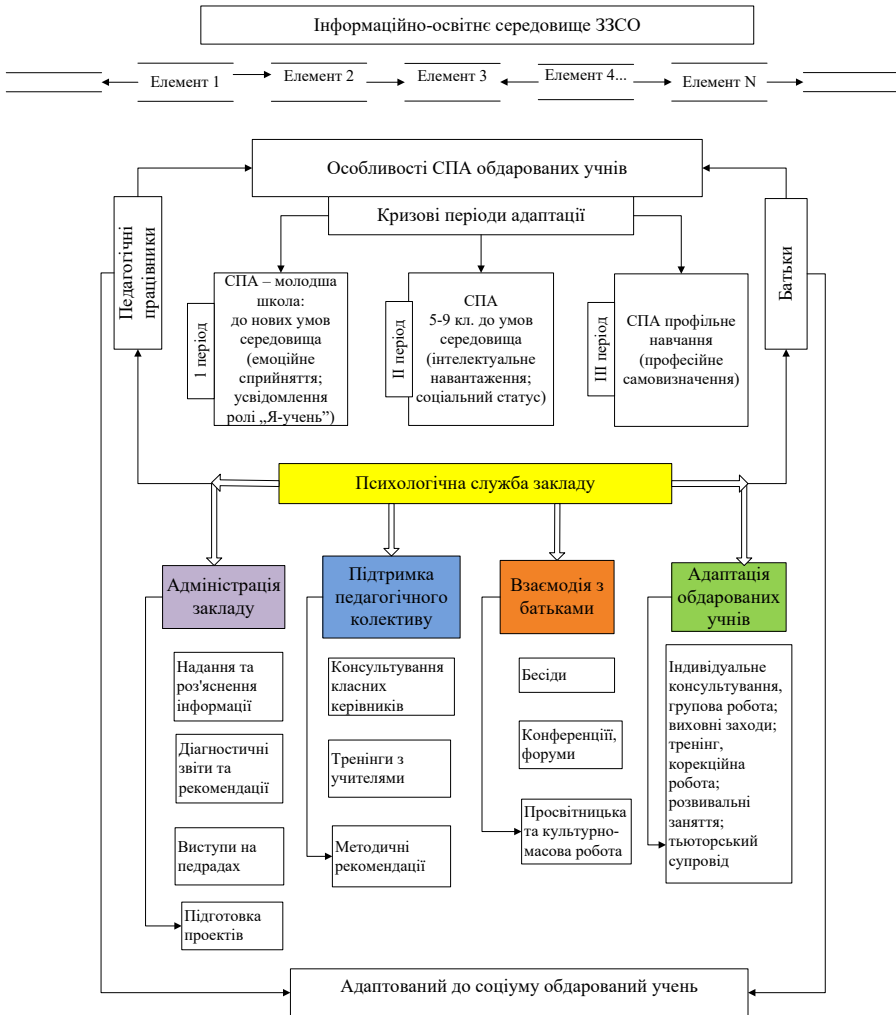 Інформаційно-освітнє середовище ЗЗСО
Елемент 1
Елемент 2
Елемент 3
Елемент 4...
Елемент N
Особливості СПА обдарованих учнів
Кризові періоди адаптації
Педагогічні
працівники
Батьки
1 період
СПА – молодша
школа:
до нових умов
середовища
(емоційне
сприйняття;
усвідомлення
ролі „Я-учень”)
ІІ період
СПА
5-9 кл. до умов
середовища
(інтелектуальне
навантаження;
соціальний статус)
ІІІ період
СПА профільне
навчання
(професійне
самовизначення)
Психологічна служба закладу
Адміністрація
закладу
Надання та
роз'яснення
інформації
Діагностичні
звіти та
рекомендації
Виступи на
педрадах
Підготовка
проектів
Підтримка
педагогічного
колективу
Консультування
класних
керівників
Тренінги з
учителями
Методичні
рекомендації
Взаємодія з
батьками
Бесіди
Конференціїї,
форуми
Просвітницька
та культурно-
масова робота
Адаптація
обдарованих
учнів
Індивідуальне
консультування,
групова робота;
виховні заходи;
тренінг,
корекційна
робота;
розвивальні
заняття;
тьюторський
супровід
Адаптований до соціуму обдарований учень